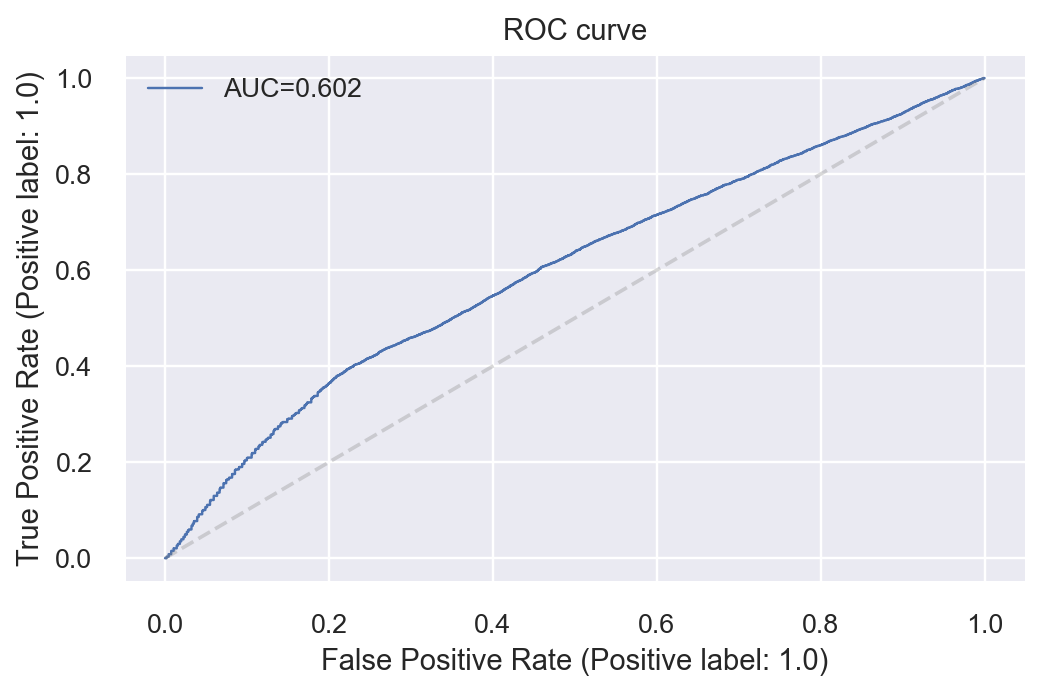 ROC curve
AUC=0.602
True Positive Rate (Positive label: 1.0)
1.0
0.8
0.6
0.4
0.2
0.0
0.0 0.2 0.4 0.6 0.8 1.0
False Positive Rate (Positive label: 1.0)